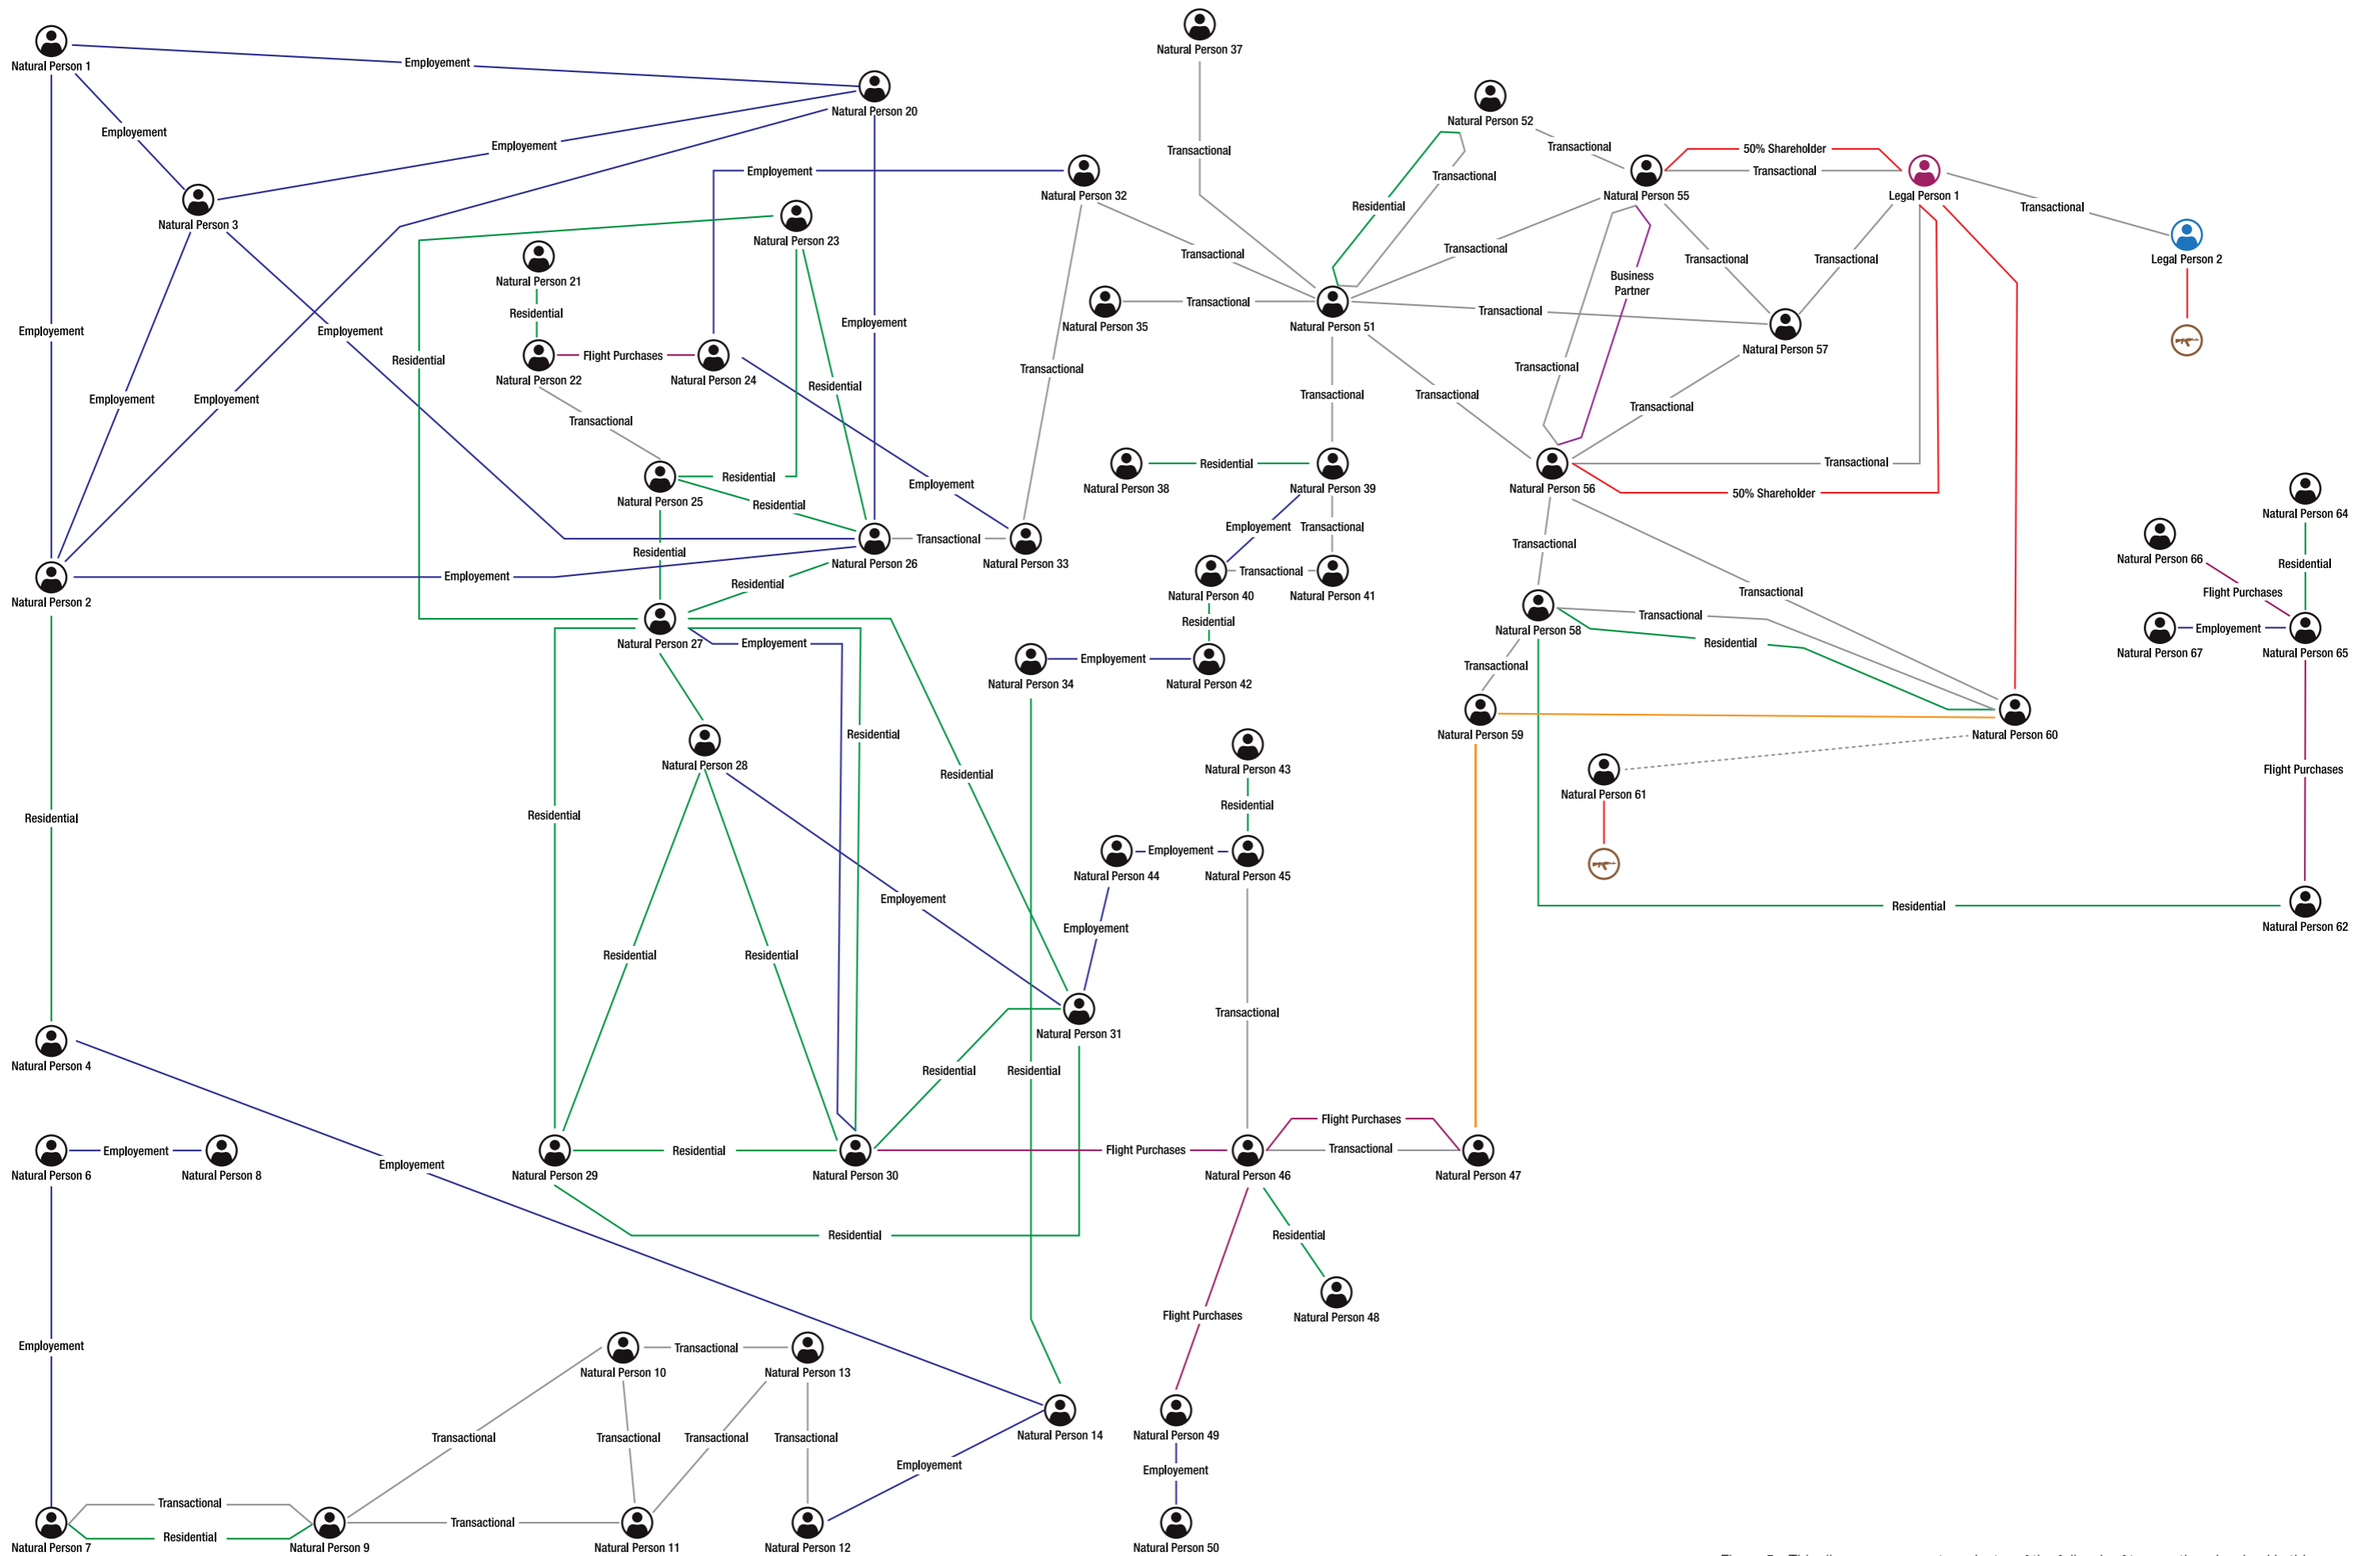 Natural Person 37
Natural Person 1
Employement
Natural Person 20
Natural Person 52
Employement
Employement
Transactional
Transactional
50% Shareholder
Transactional
Employement
Transactional
Natural Person 32
Natural Person 55
Legal Person 1
Residential
Transactional
Natural Person 3
Natural Person 23
Transactional
Transactional
Transactional
Legal Person 2
Natural Person 21
Transactional
Transactional
Business
Partner
Residential
Transactional
Transactional
Employement
Natural Person 35
Natural Person 51
Employement
Employement
Natural Person 57
Residential
Flight Purchases
Transactional
Transactional
Natural Person 22
Natural Person 24
Residential
Transactional
Transactional
Employement
Employement
Transactional
Transactional
Residential
Employement
Residential
Transactional
Natural Person 38
Natural Person 39
Natural Person 56
50% Shareholder
Natural Person 25
Residential
Natural Person 64
Employement
Transactional
Transactional
Transactional
Residential
Natural Person 26
Natural Person 33
Natural Person 66
Residential
Employement
Natural Person 2
Residential
Transactional
Natural Person 40
Natural Person 41
Transactional
Flight Purchases
Residential
Transactional
Natural Person 58
Employement
Natural Person 67
Natural Person 65
Natural Person 27
Employement
Residential
Transactional
Employement
Natural Person 34
Natural Person 42
Residential
Natural Person 59
Natural Person 60
Natural Person 28
Natural Person 43
Residential
Flight Purchases
Natural Person 61
Residential
Residential
Residential
Employement
Natural Person 44
Natural Person 45
Employement
Residential
Natural Person 62
Employement
Residential
Residential
Transactional
Natural Person 31
Natural Person 4
Residential
Residential
Flight Purchases
Employement
Residential
Flight Purchases
Transactional
Employement
Natural Person 6
Natural Person 8
Natural Person 29
Natural Person 30
Natural Person 46
Natural Person 47
Residential
Residential
Flight Purchases
Natural Person 48
Employement
Transactional
Natural Person 10
Natural Person 13
Natural Person 14
Natural Person 49
Transactional
Transactional
Transactional
Transactional
Employement
Employement
Transactional
Transactional
Residential
Natural Person 7
Natural Person 9
Natural Person 11
Natural Person 12
Natural Person 50